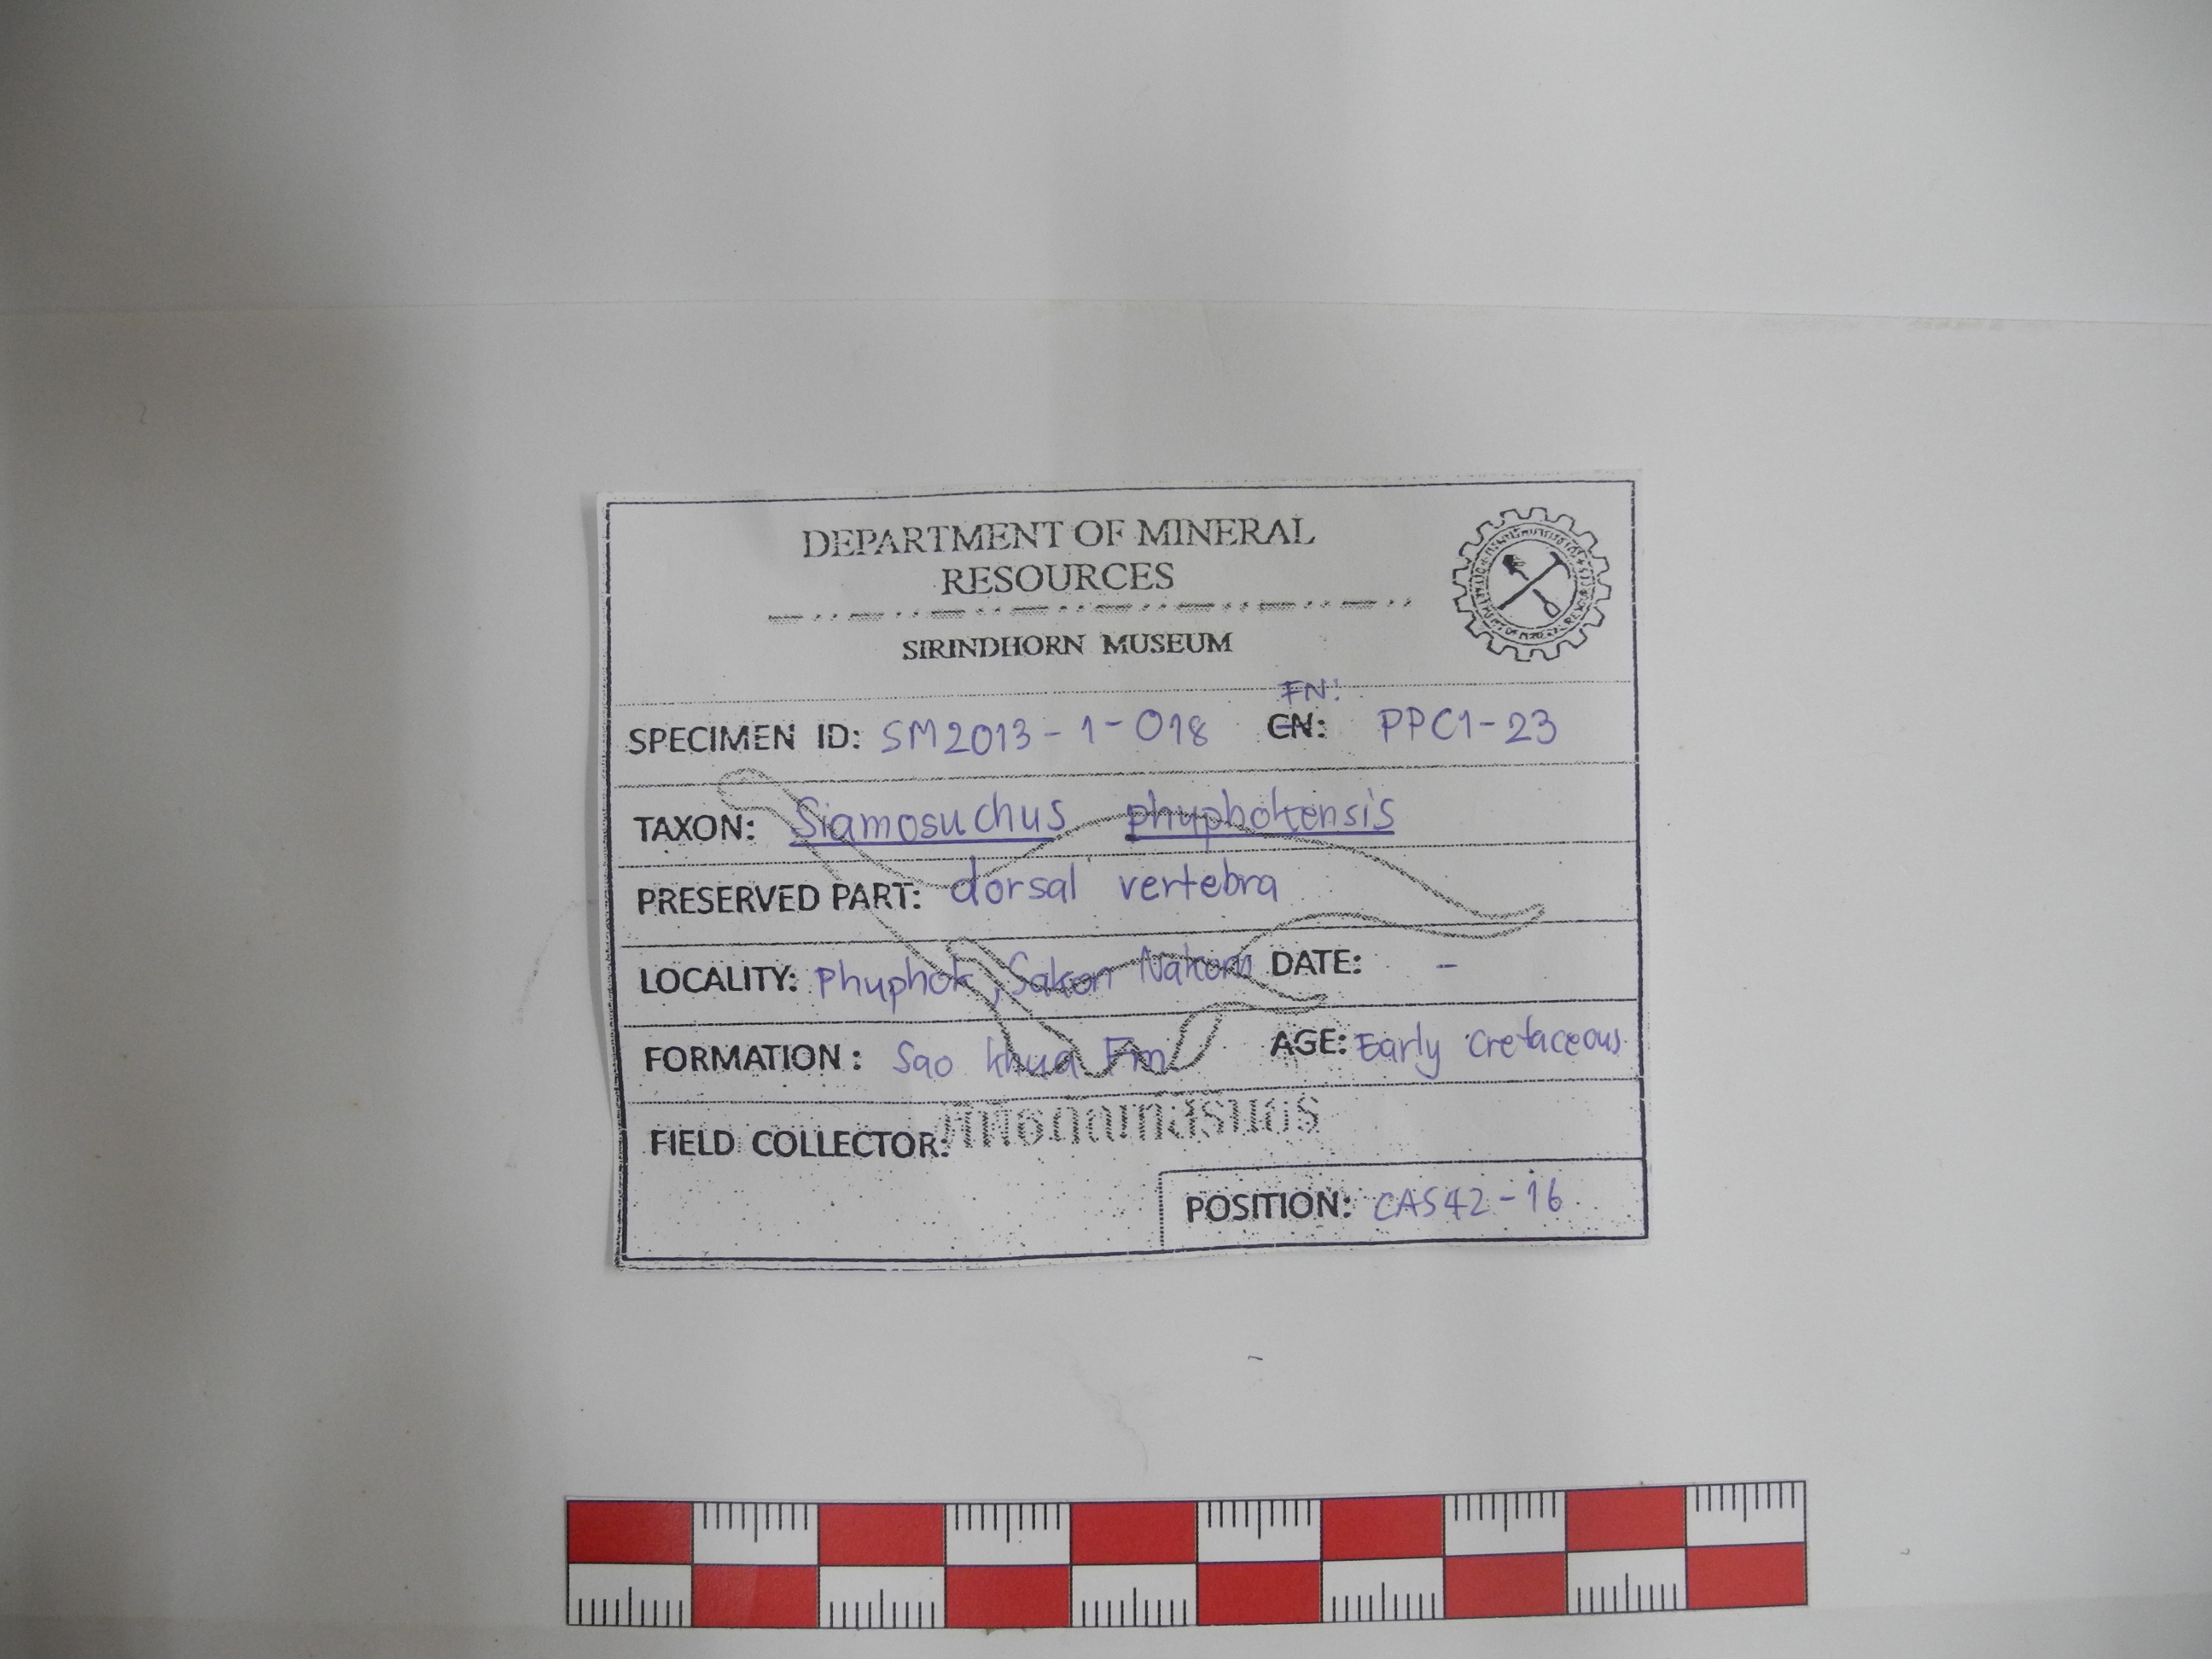 DEPARTMENT OF MINERAL
RESOURCES
SIRINDHORN MUSEUM
FN:
SPECIMEN ID: SM2013-1-018 CN: PPC1-23
TAXON: Siamosuchus phuphokensis
PRESERVED PART: dorsal vertebra
LOCALITY: Phuphok, Sakon Nakorn DATE: -
FORMATION: Sao khua Fm AGE: Early Cretaceous
FIELD COLLECTOR:
POSITION: CAS42-16